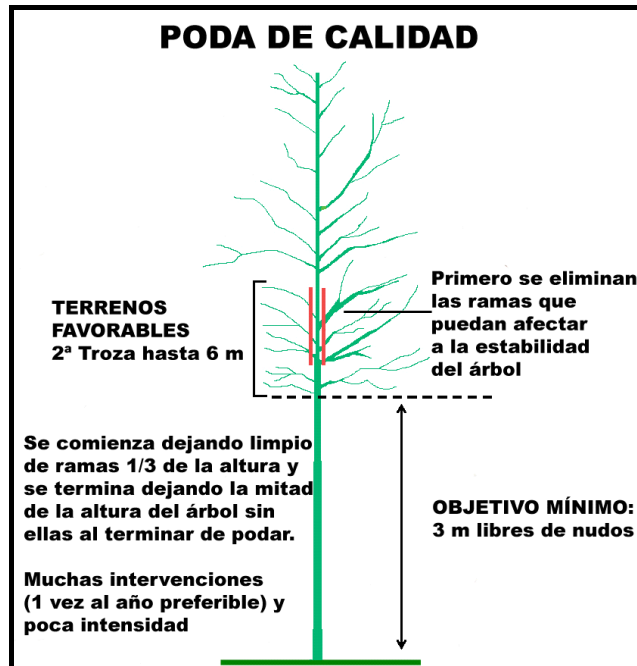 PODA DE CALIDAD
TERRENOS
FAVORABLES
2ª Troza hasta 6 m
Primero se eliminan
las ramas que
puedan afectar
a la estabilidad
del árbol
Se comienza dejando limpio
de ramas 1/3 de la altura y
se termina dejando la mitad
de la altura del árbol sin
ellas al terminar de podar.
Muchas intervenciones
(1 vez al año preferible) y
poca intensidad
OBJETIVO MÍNIMO:
3 m libres de nudos